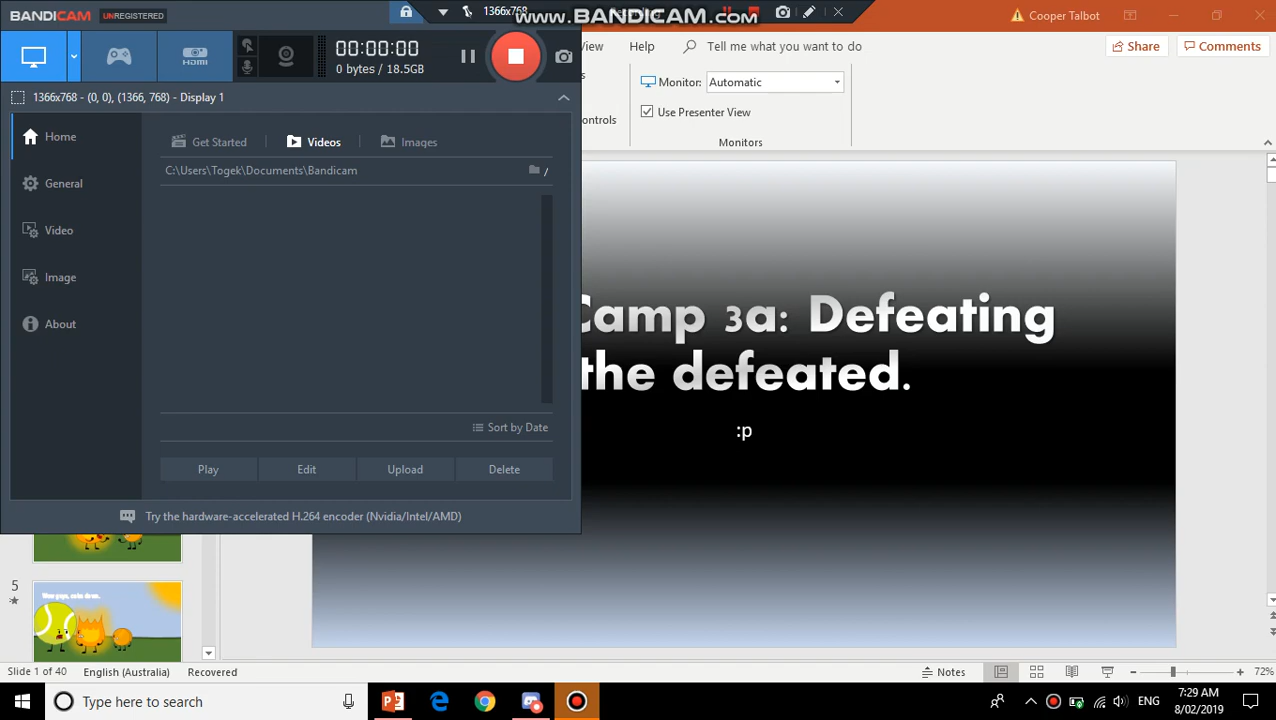 BANDICAM UNREGISTERED
1366x768
www.BANDICAM.com
Cooper Talbot
00:00:00
0 bytes / 18.5GB
HDMI
View Help Tell me what you want to do
Share Comments
1366x768 - (0, 0), (1366, 768) - Display 1
Monitor: Automatic
Use Presenter View
Monitors
Home
General
Video
Image
About
Get Started Videos Images
C:\Users\Togek\Documents\Bandicam
/
Sort by Date
Play Edit Upload Delete
Try the hardware-accelerated H.264 encoder (Nvidia/Intel/AMD)
Camp 3a: Defeating
the defeated.
:p
5
Slide 1 of 40 English (Australia) Recovered
Notes
72%
Type here to search
ENG
7:29 AM
8/02/2019